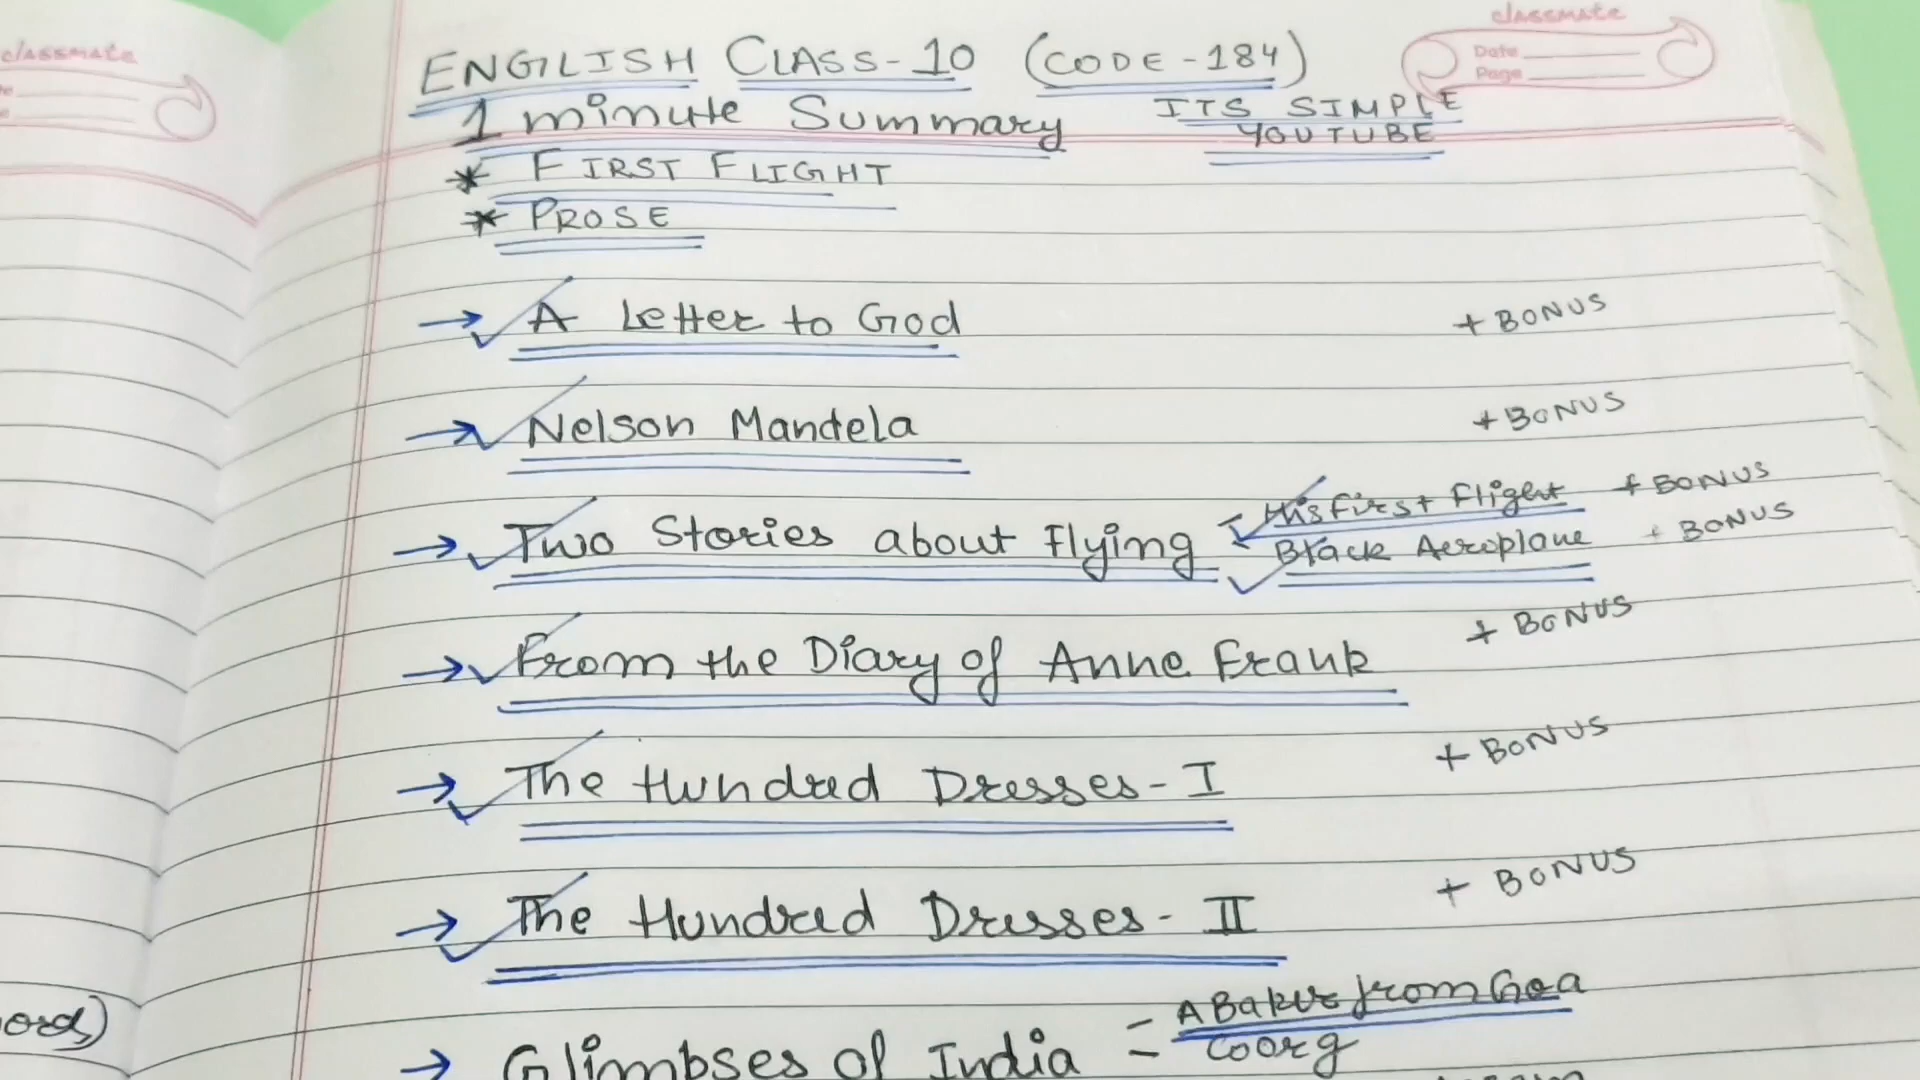 classmate
classmate
Date
Page
ENGLISH CLASS-10 (CODE-184)
1 minute Summary
ITS SIMPLE
YOUTUBE
* FIRST FLIGHT
* PROSE
→ A Letter to God + BONUS
→ Nelson Mandela + BONUS
→ Two Stories about Flying
His First Flight + BONUS
Black Aeroplane + BONUS
→ From the Diary of Anne Frank + BONUS
→ The Hundred Dresses-I + BONUS
→ The Hundred Dresses-II + BONUS
→ Glimpses of India
– A Baker from Goa
– Coorg